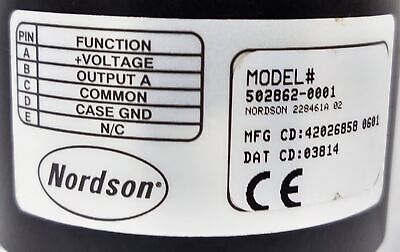 PIN FUNCTION
A +VOLTAGE
B OUTPUT A
C COMMON
D CASE GND
E N/C
Nordson®
MODEL#
502862-0001
NORDSON 228461A 02
MFG CD:42026858 0601
DAT CD:03814
CE